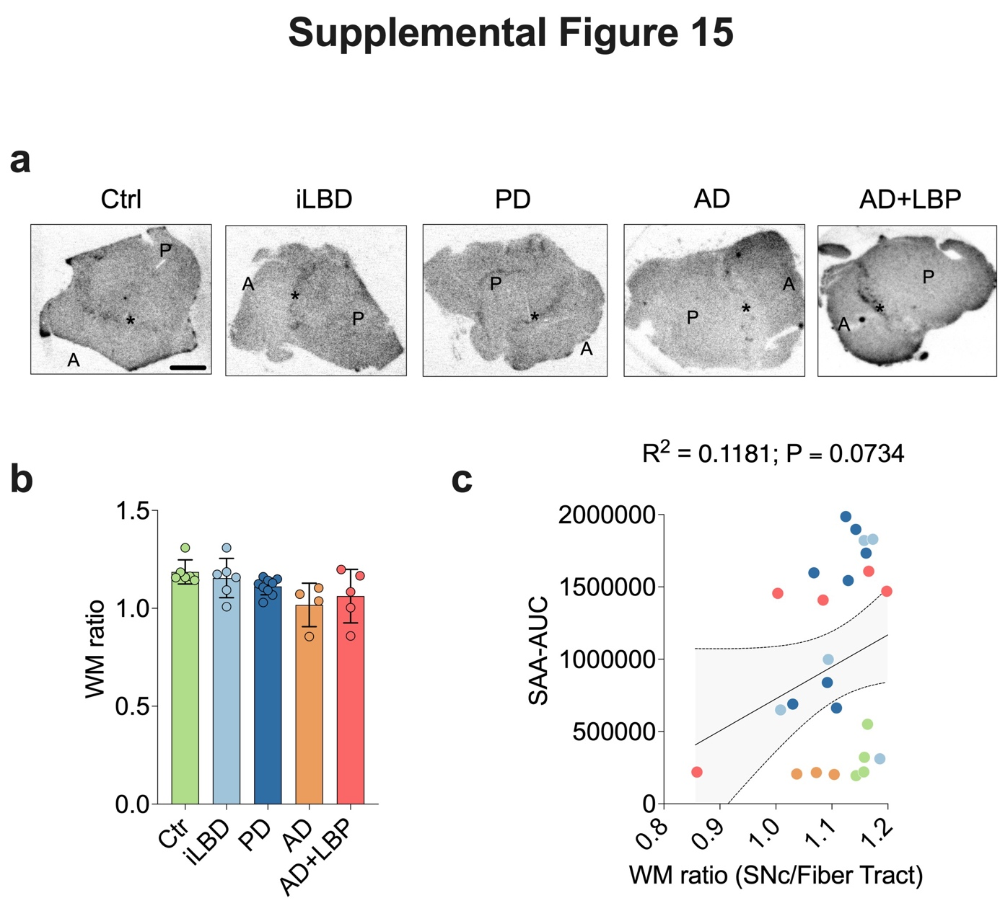 Supplemental Figure 15
a
Ctrl
iLBD
PD
AD
AD+LBP
P
*
A
A
*
P
P
*
A
P
*
A
P
*
A
b
1.5
1.0
0.5
0.0
WM ratio
Ctr
iLBD
PD
AD
AD+LBP
c
R² = 0.1181; P = 0.0734
2000000
1500000
1000000
500000
0
SAA-AUC
0.8
0.9
1.0
1.1
1.2
WM ratio (SNc/Fiber Tract)